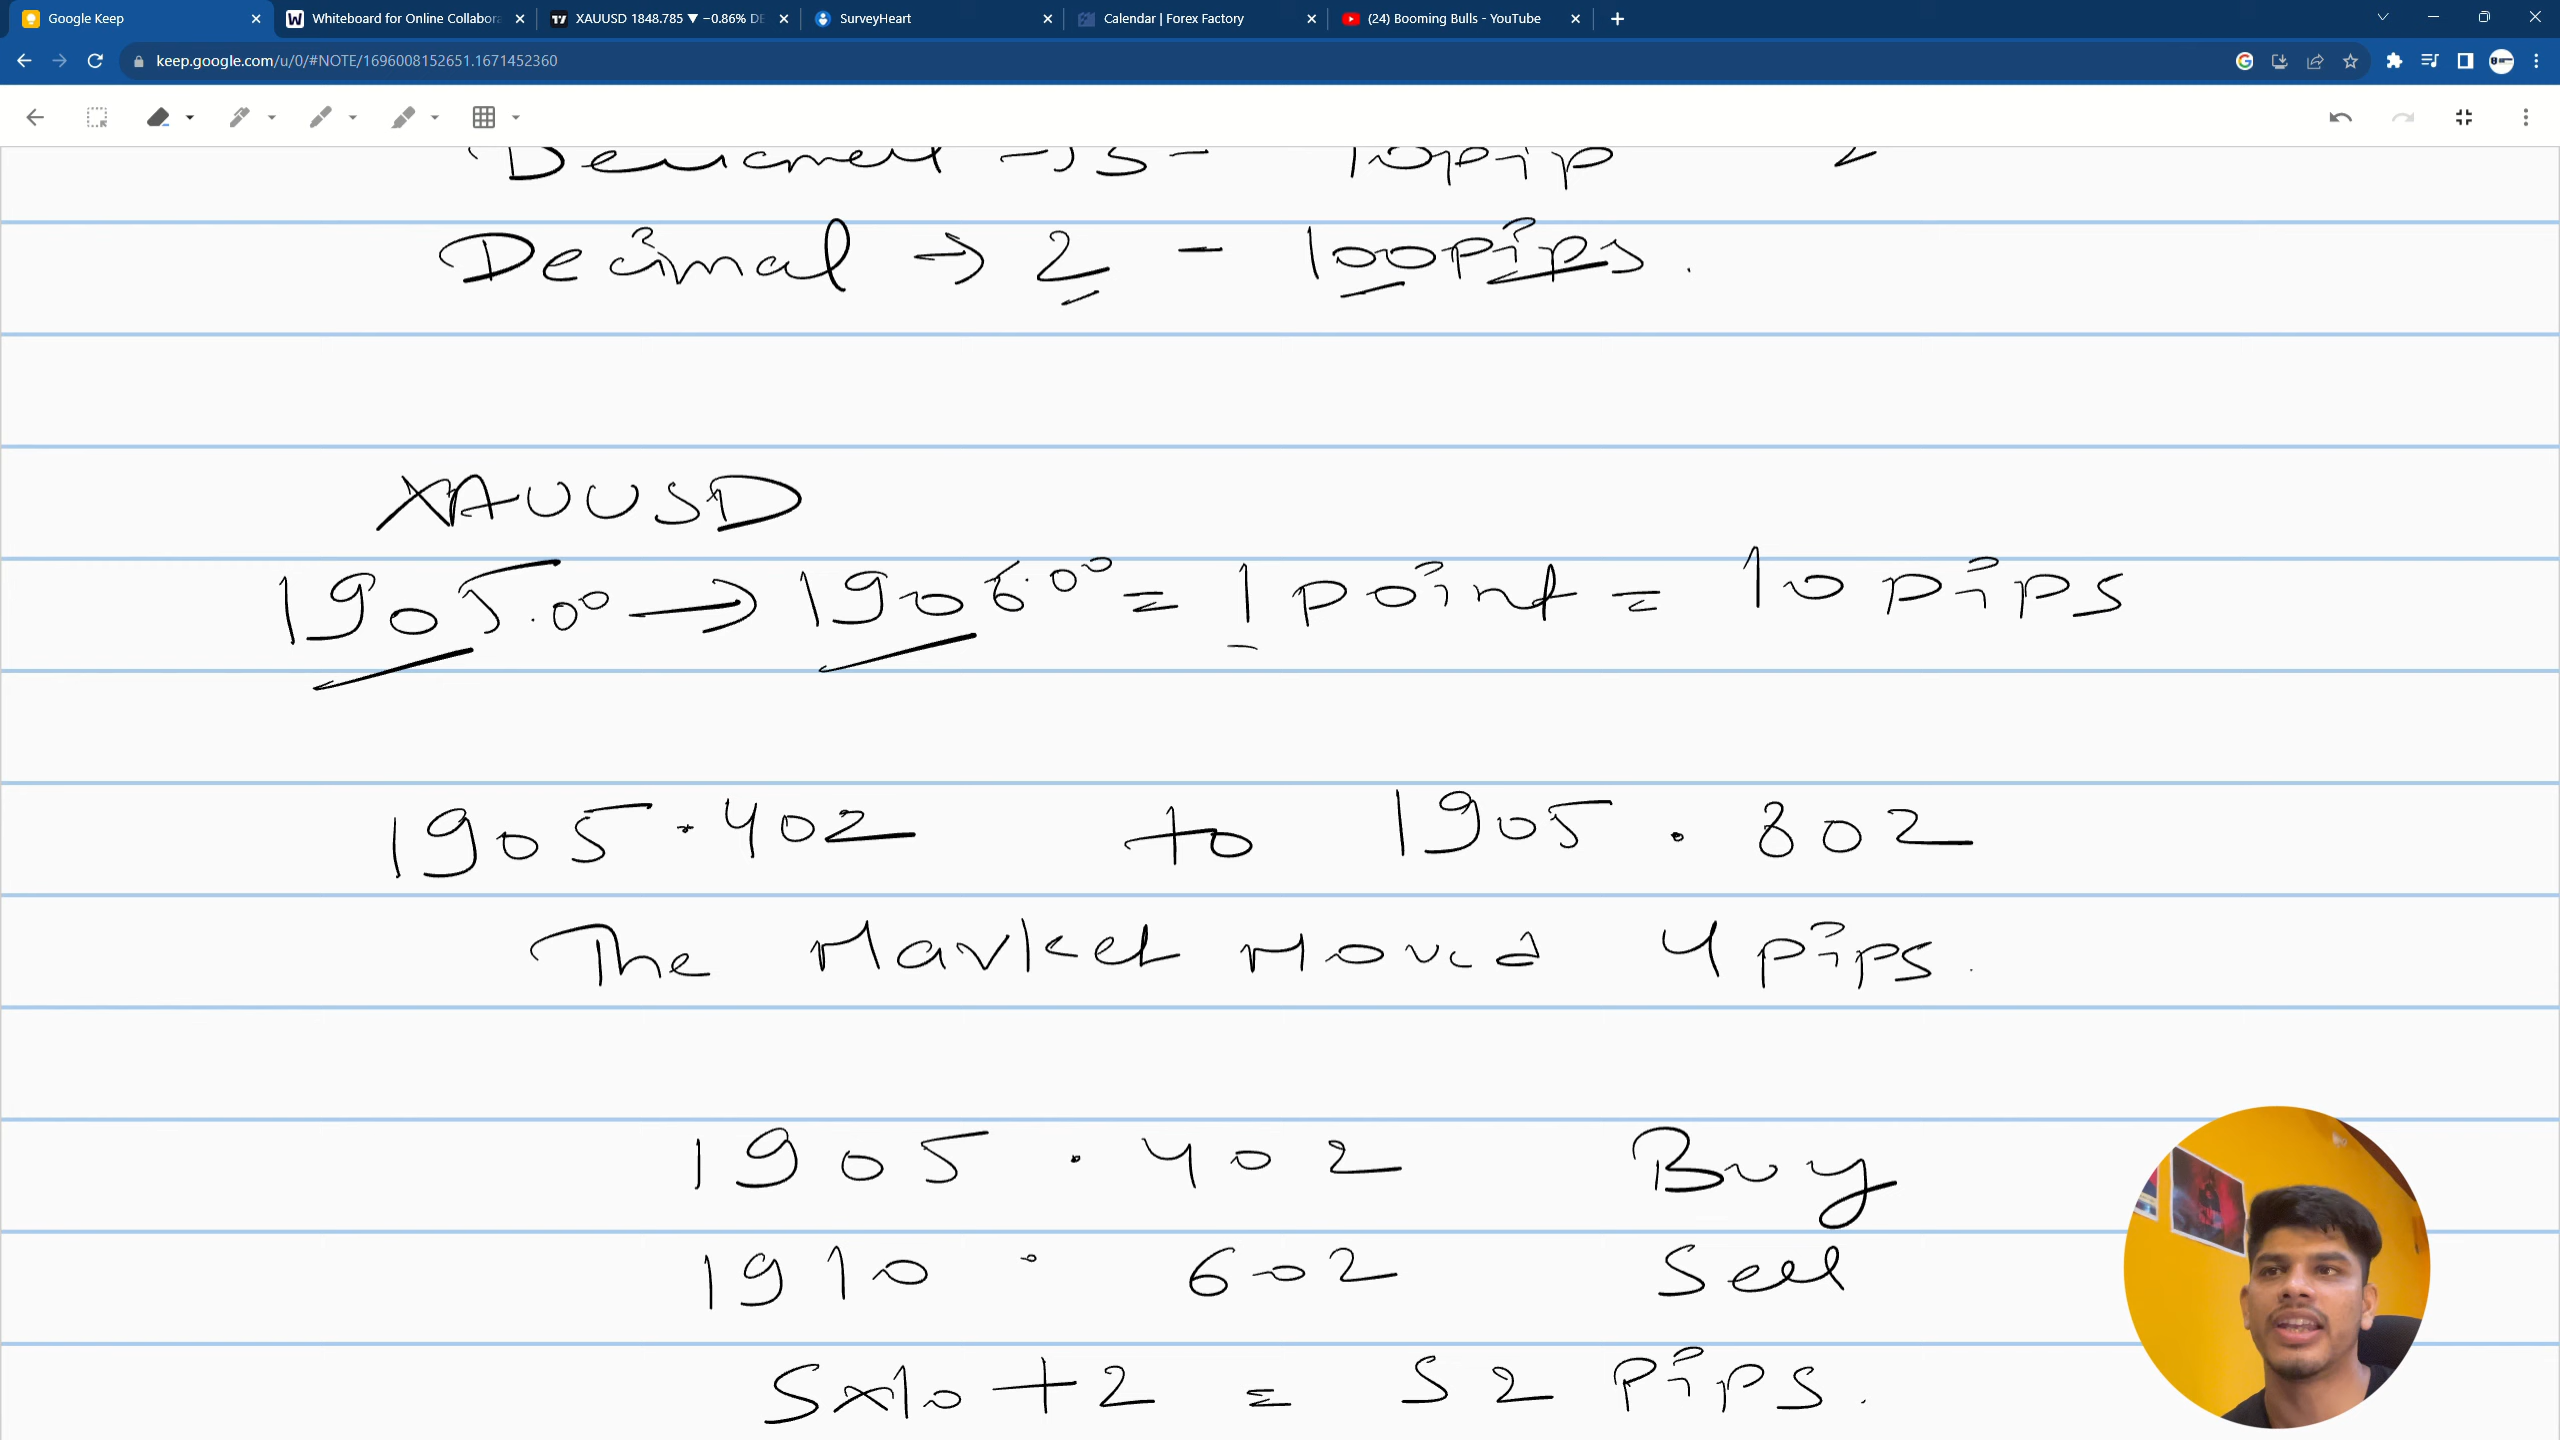 Google Keep
Whiteboard for Online Collabora
XAUUSD 1848.785 ▼ −0.86% DE
SurveyHeart
Calendar | Forex Factory
(24) Booming Bulls - YouTube
keep.google.com/u/0/#NOTE/1696008152651.1671452360
10pip
Decimal → 2 - 100pips.
XAUUSD
1905.00 → 1906.00 = 1 point = 10 pips
1905.402 to 1905.802
The Market Moved 4 pips.
1905.402 Buy
1910.602 Sell
5x10+2 = 52 Pips.